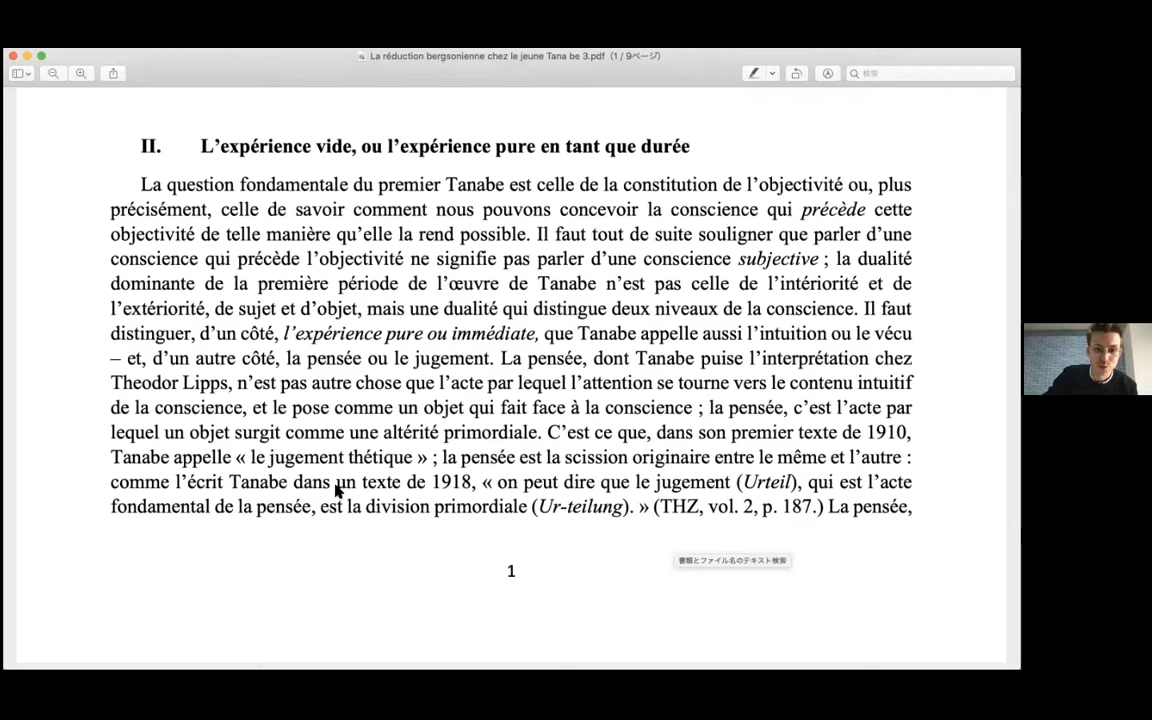 La réduction bergsonienne chez le jeune Tana be 3.pdf (1 / 9ページ)
検索
II. L’expérience vide, ou l’expérience pure en tant que durée
La question fondamentale du premier Tanabe est celle de la constitution de l’objectivité ou, plus
précisément, celle de savoir comment nous pouvons concevoir la conscience qui précède cette
objectivité de telle manière qu’elle la rend possible. Il faut tout de suite souligner que parler d’une
conscience qui précède l’objectivité ne signifie pas parler d’une conscience subjective ; la dualité
dominante de la première période de l’œuvre de Tanabe n’est pas celle de l’intériorité et de
l’extériorité, de sujet et d’objet, mais une dualité qui distingue deux niveaux de la conscience. Il faut
distinguer, d’un côté, l’expérience pure ou immédiate, que Tanabe appelle aussi l’intuition ou le vécu
– et, d’un autre côté, la pensée ou le jugement. La pensée, dont Tanabe puise l’interprétation chez
Theodor Lipps, n’est pas autre chose que l’acte par lequel l’attention se tourne vers le contenu intuitif
de la conscience, et le pose comme un objet qui fait face à la conscience ; la pensée, c’est l’acte par
lequel un objet surgit comme une altérité primordiale. C’est ce que, dans son premier texte de 1910,
Tanabe appelle « le jugement thétique » ; la pensée est la scission originaire entre le même et l’autre :
comme l’écrit Tanabe dans un texte de 1918, « on peut dire que le jugement (Urteil), qui est l’acte
fondamental de la pensée, est la division primordiale (Ur-teilung). » (THZ, vol. 2, p. 187.) La pensée,
書類とファイル名のテキスト検索
1